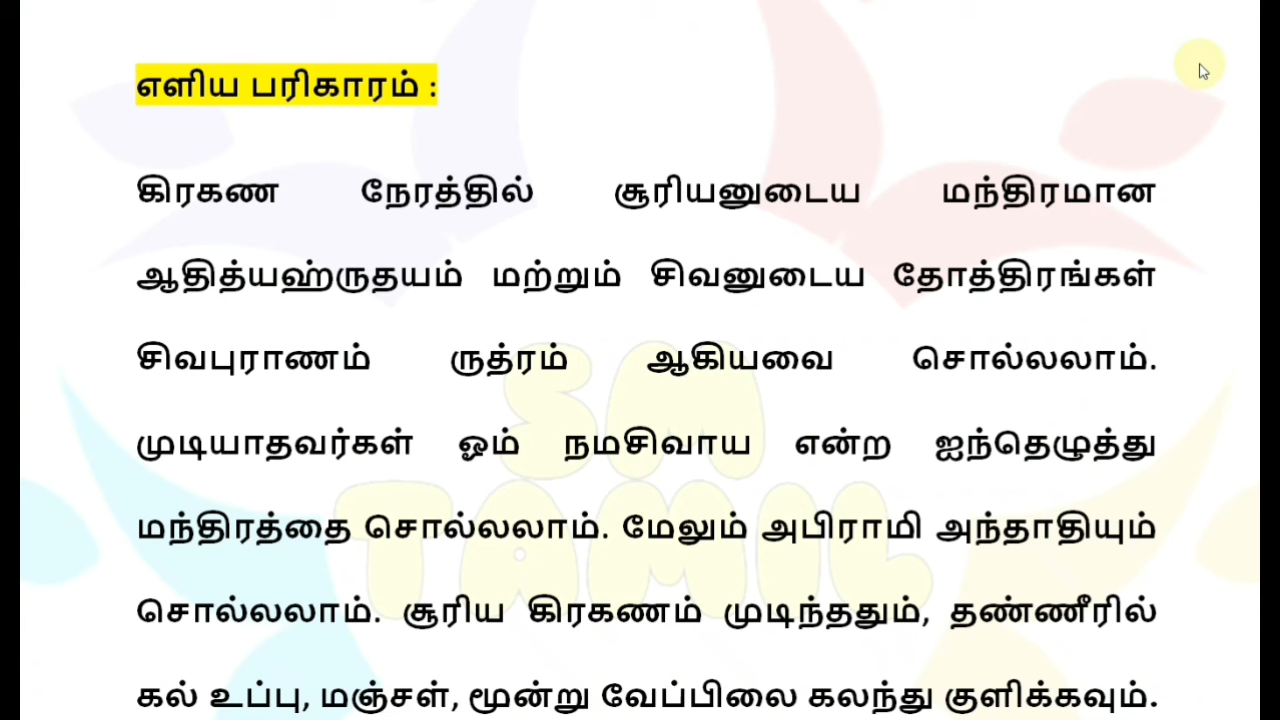 எளிய பரிகாரம் :
கிரகண நேரத்தில் சூரியனுடைய மந்திரமான
ஆதித்யஹ்ருதயம் மற்றும் சிவனுடைய தோத்திரங்கள்
சிவபுராணம் ருத்ரம் ஆகியவை சொல்லலாம்.
முடியாதவர்கள் ஓம் நமசிவாய என்ற ஐந்தெழுத்து
மந்திரத்தை சொல்லலாம். மேலும் அபிராமி அந்தாதியும்
சொல்லலாம். சூரிய கிரகணம் முடிந்ததும், தண்ணீரில்
கல் உப்பு, மஞ்சள், மூன்று வேப்பிலை கலந்து குளிக்கவும்.
SM
TAMIL